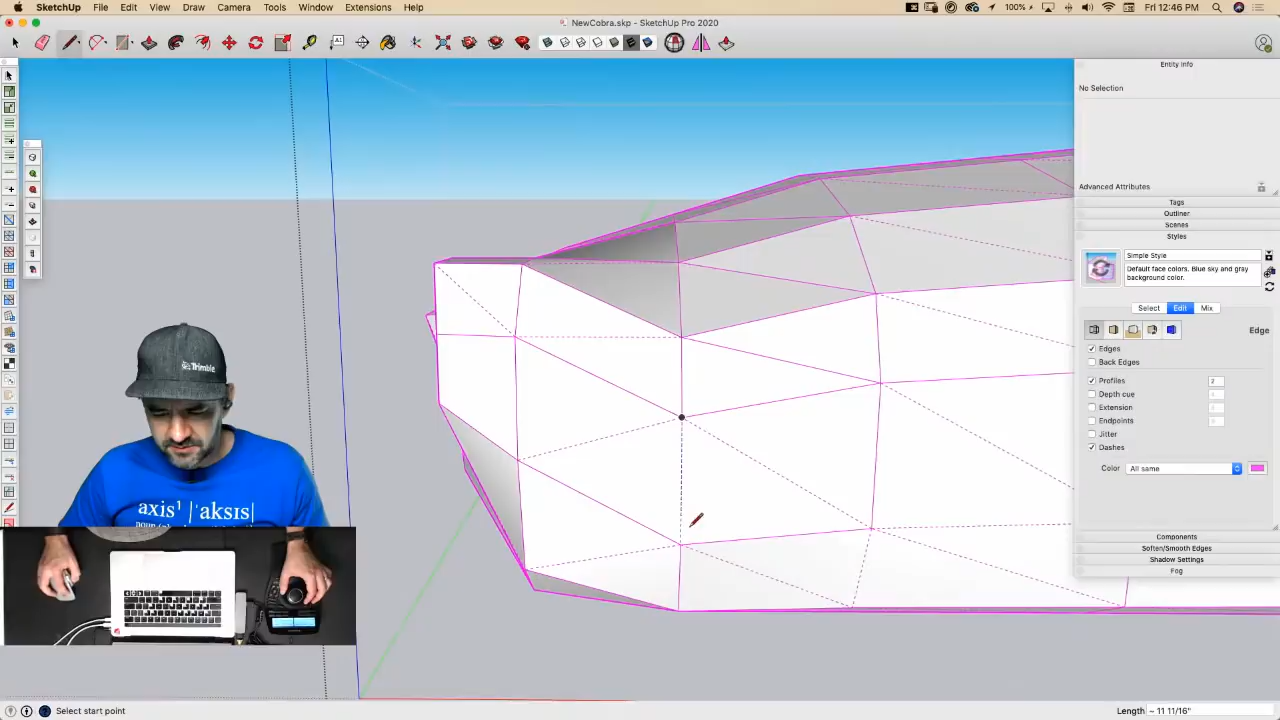 SketchUp File Edit View Draw Camera Tools Window Extensions Help
100% Fri 12:46 PM
NewCobra.skp - SketchUp Pro 2020
Entity Info
No Selection
Advanced Attributes
Tags
Outliner
Scenes
Styles
Simple Style
Default face colors. Blue sky and gray
background color.
Select Edit Mix
Edge
Edges
Back Edges
Profiles 2
Depth cue
Extension
Endpoints
Jitter
Dashes
Color All same
Components
Soften/Smooth Edges
Shadow Settings
Fog
Trimble
axis¹ |ˈaksɪs|
Select start point
Length ~ 11 11/16"